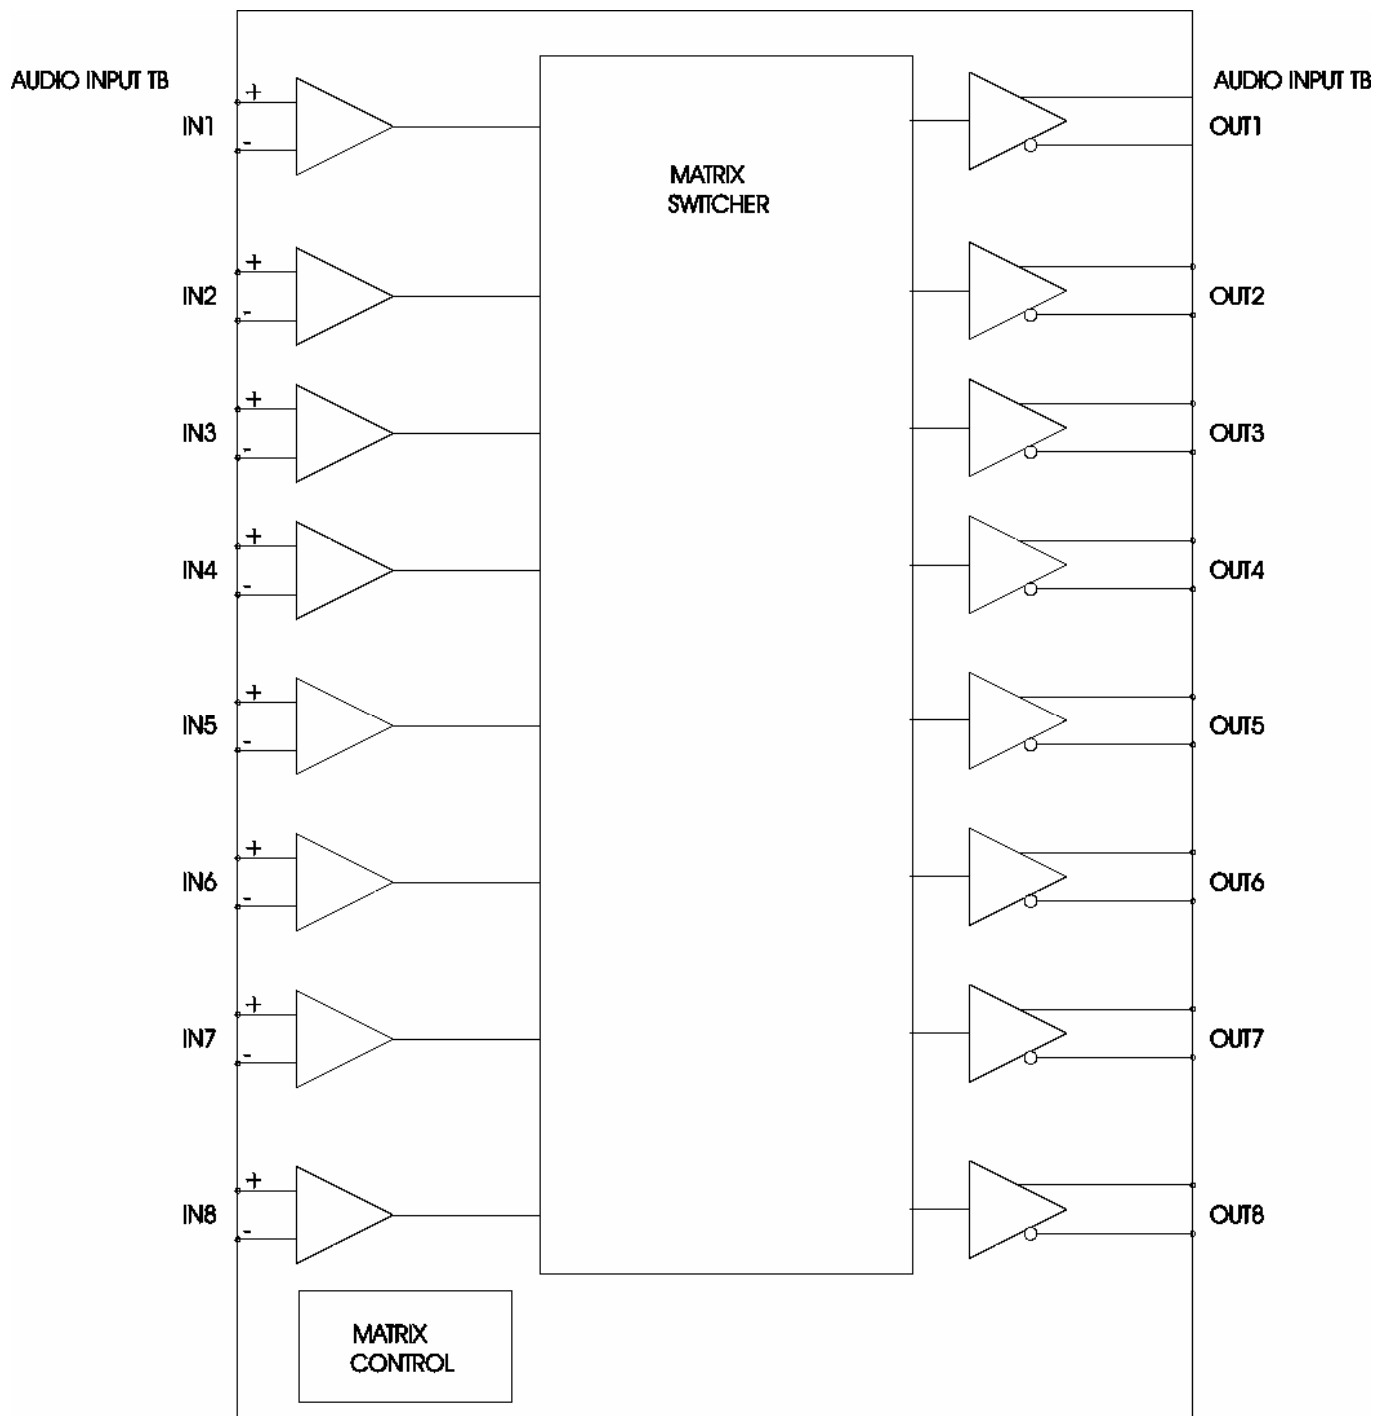 AUDIO INPUT TB
AUDIO INPUT TB
+
IN1
-
OUT1
MATRIX
SWITCHER
+
IN2
-
OUT2
+
IN3
-
OUT3
+
IN4
-
OUT4
+
IN5
-
OUT5
+
IN6
-
OUT6
+
IN7
-
OUT7
+
IN8
-
OUT8
MATRIX
CONTROL